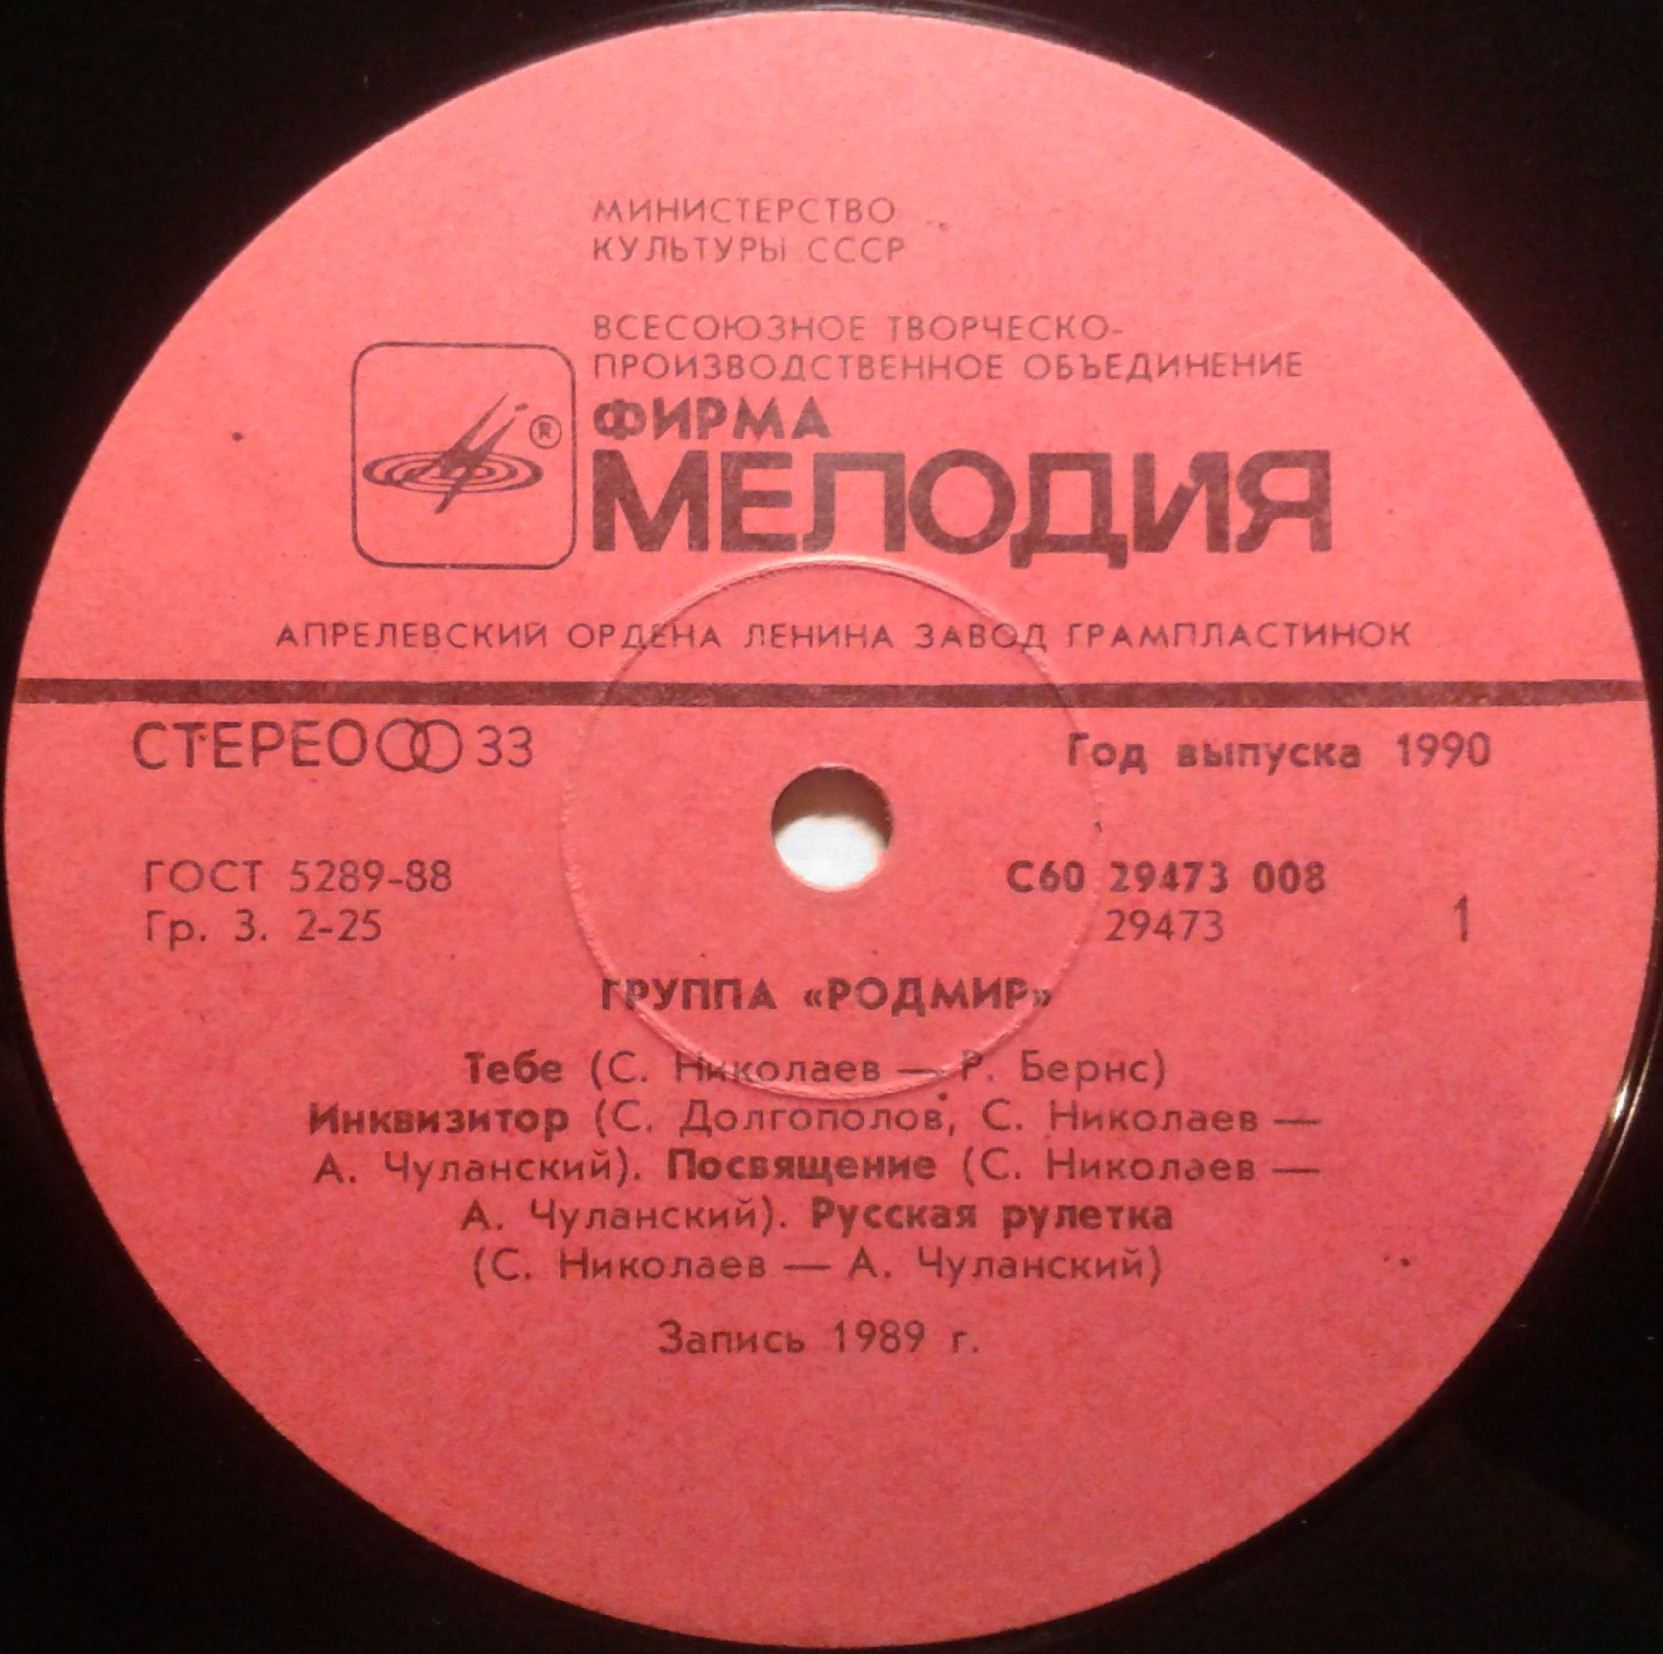 МИНИСТЕРСТВО
КУЛЬТУРЫ СССР
ВСЕСОЮЗНОЕ ТВОРЧЕСКО-
ПРОИЗВОДСТВЕННОЕ ОБЪЕДИНЕНИЕ
ФИРМА
®
МЕЛОДИЯ
АПРЕЛЕВСКИЙ ОРДЕНА ЛЕНИНА ЗАВОД ГРАМПЛАСТИНОК
СТЕРЕО 33
Год выпуска 1990
ГОСТ 5289-88
С60 29473 008
Гр. 3. 2-25
29473
1
ГРУППА «РОДМИР»
Тебе (С. Николаев — Р. Бернс)
Инквизитор (С. Долгополов, С. Николаев —
А. Чуланский). Посвящение (С. Николаев —
А. Чуланский). Русская рулетка
(С. Николаев — А. Чуланский)
Запись 1989 г.